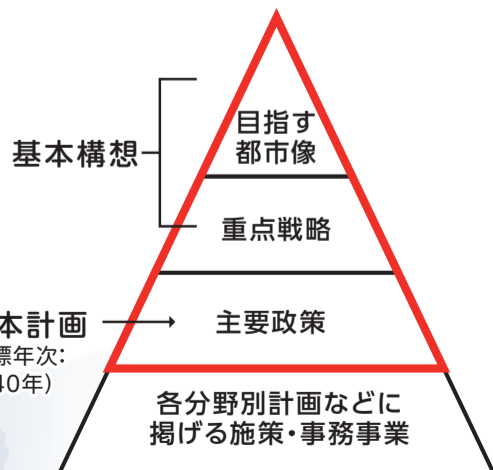 目指す
都市像
基本構想
重点戦略
本計画
主要政策
標年次:
40年)
各分野別計画などに
掲げる施策・事務事業